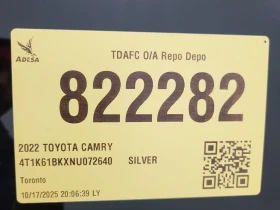 ADESA
TDAFC O/A Repo Depo
822282
2022 TOYOTA CAMRY
4T1K61BKXNU072640 SILVER
Toronto
10/17/2025 20:06:39 LY